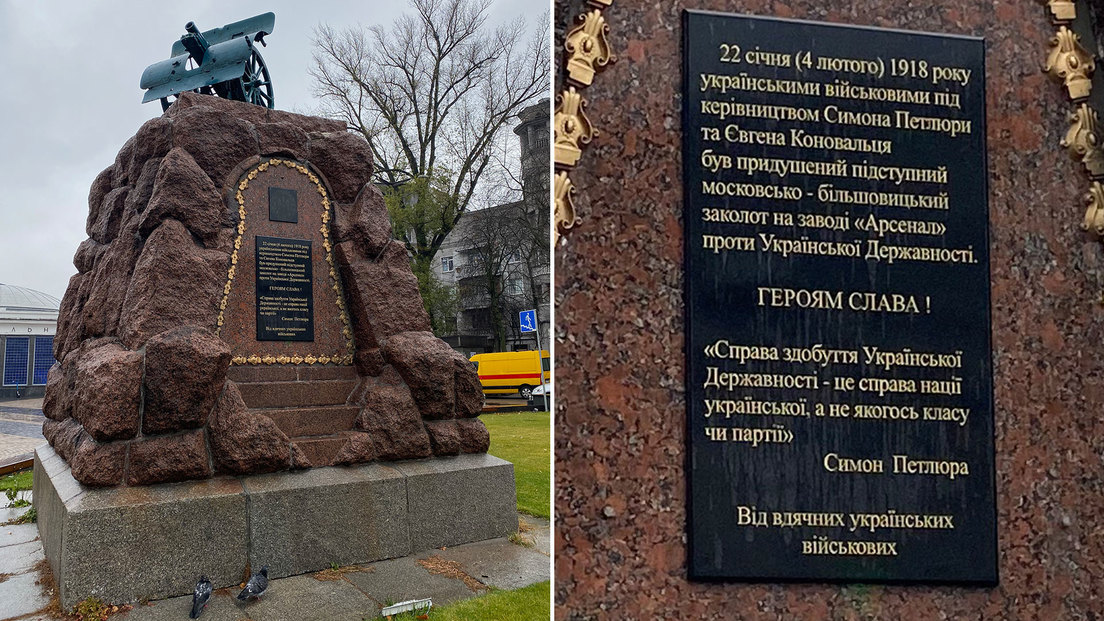 22 січня (4 лютого) 1918 року
українськими військовими під
керівництвом Симона Петлюри
та Євгена Коновальця
був придушений підступний
московсько - більшовицький
заколот на заводі «Арсенал»
проти Української Державності.
ГЕРОЯМ СЛАВА !
«Справа здобуття Української
Державності - це справа нації
української, а не якогось класу
чи партії»
Симон Петлюра
Від вдячних українських
військових